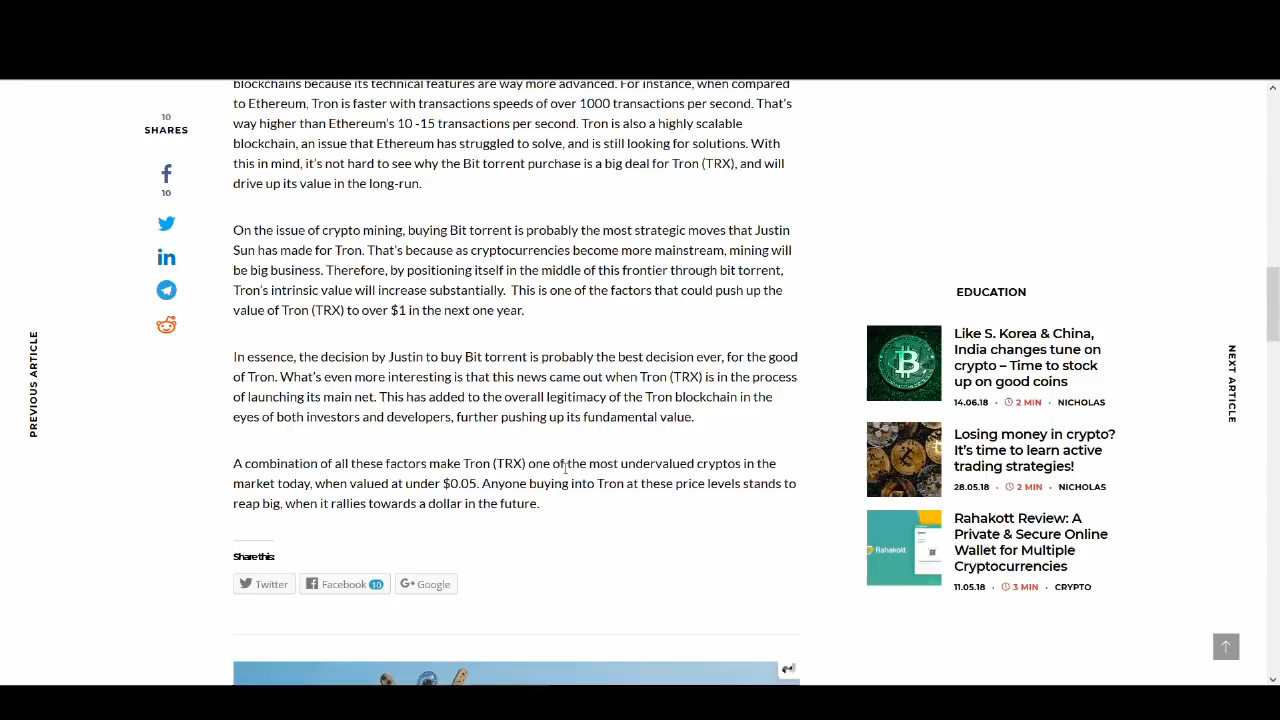 blockchains because its technical features are way more advanced. For instance, when compared
to Ethereum, Tron is faster with transactions speeds of over 1000 transactions per second. That's
way higher than Ethereum's 10 -15 transactions per second. Tron is also a highly scalable
blockchain, an issue that Ethereum has struggled to solve, and is still looking for solutions. With
this in mind, it's not hard to see why the Bit torrent purchase is a big deal for Tron (TRX), and will
drive up its value in the long-run.
On the issue of crypto mining, buying Bit torrent is probably the most strategic moves that Justin
Sun has made for Tron. That's because as cryptocurrencies become more mainstream, mining will
be big business. Therefore, by positioning itself in the middle of this frontier through bit torrent,
Tron's intrinsic value will increase substantially.  This is one of the factors that could push up the
value of Tron (TRX) to over $1 in the next one year.
In essence, the decision by Justin to buy Bit torrent is probably the best decision ever, for the good
of Tron. What's even more interesting is that this news came out when Tron (TRX) is in the process
of launching its main net. This has added to the overall legitimacy of the Tron blockchain in the
eyes of both investors and developers, further pushing up its fundamental value.
A combination of all these factors make Tron (TRX) one of the most undervalued cryptos in the
market today, when valued at under $0.05. Anyone buying into Tron at these price levels stands to
reap big, when it rallies towards a dollar in the future.
Share this:
Twitter
Facebook 10
G+ Google
10
SHARES
10
PREVIOUS ARTICLE
EDUCATION
Like S. Korea & China,
India changes tune on
crypto – Time to stock
up on good coins
14.06.18 • 2 MIN • NICHOLAS
Losing money in crypto?
It's time to learn active
trading strategies!
28.05.18 • 2 MIN • NICHOLAS
Rahakott
Rahakott Review: A
Private & Secure Online
Wallet for Multiple
Cryptocurrencies
11.05.18 • 3 MIN • CRYPTO
NEXT ARTICLE